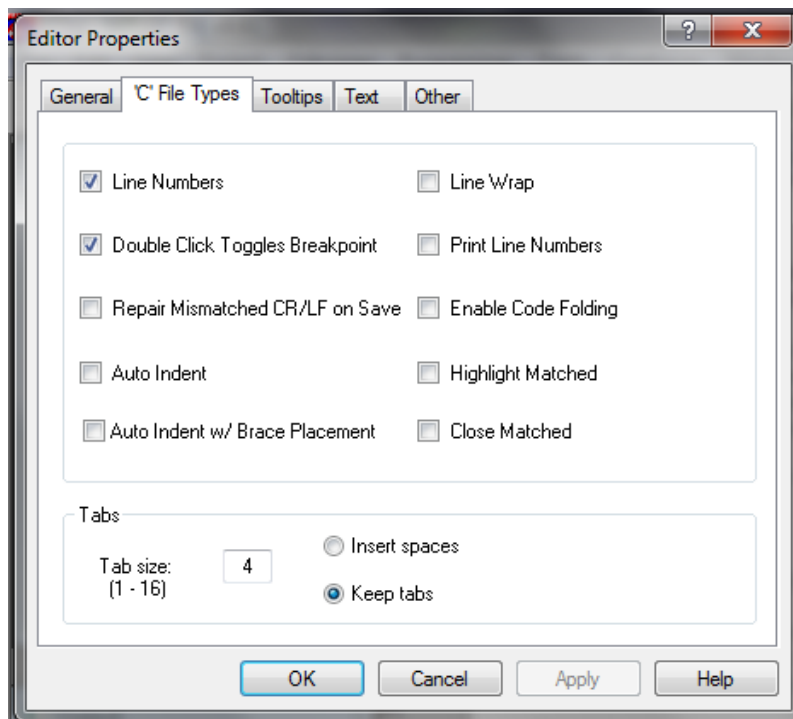 Editor Properties
?
General 'C' File Types Tooltips Text Other
Line Numbers
Line Wrap
Double Click Toggles Breakpoint
Print Line Numbers
Repair Mismatched CR/LF on Save
Enable Code Folding
Auto Indent
Highlight Matched
Auto Indent w/ Brace Placement
Close Matched
Tabs
Tab size:
(1 - 16)
4
Insert spaces
Keep tabs
OK Cancel Apply Help